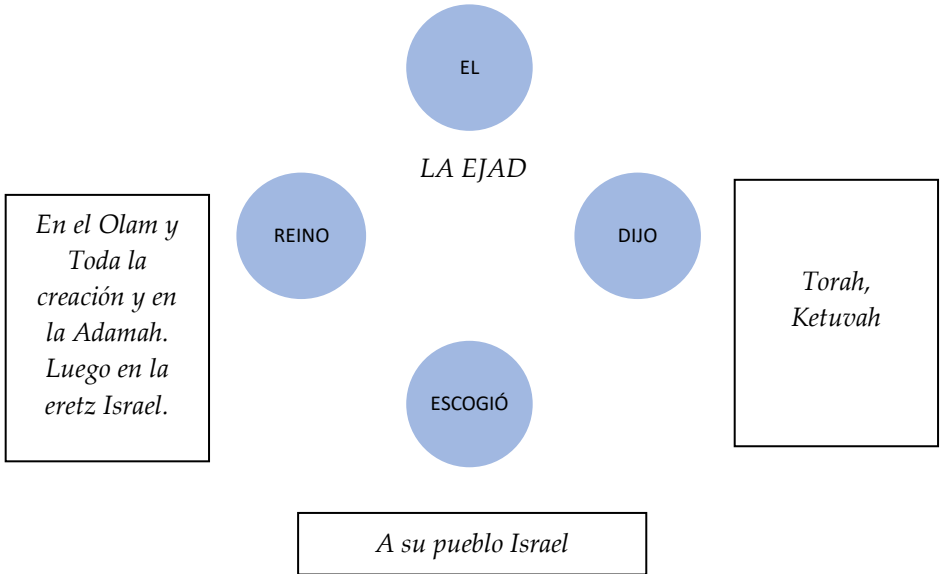 EL
LA EJAD
REINO
DIJO
En el Olam y
Toda la
creación y en
la Adamah.
Luego en la
eretz Israel.
Torah,
Ketuvah
ESCOGIÓ
A su pueblo Israel